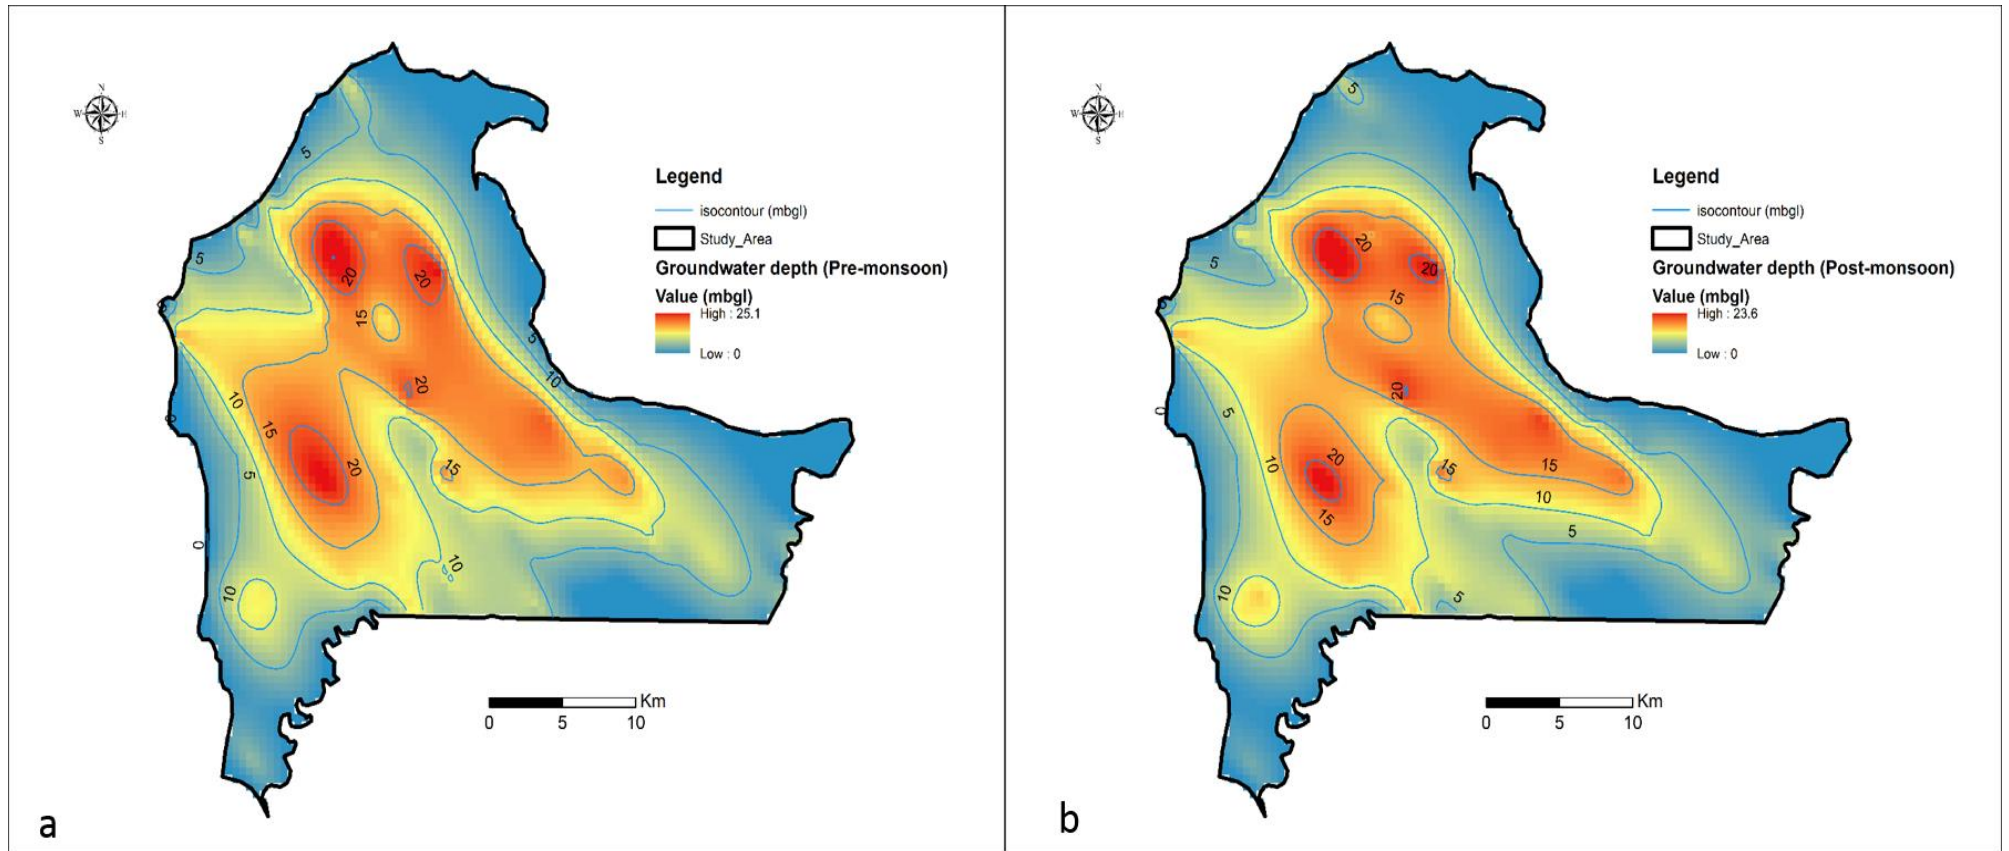 N
W
S
5
5
20
20
15
5
20
10
10
15
20
15
5
0
10
10
Legend
isocontour (mbgl)
Study_Area
Groundwater depth (Pre-monsoon)
Value (mbgl)
High : 25.1
Low : 0
Km
0 5 10
a
N
W
S
5
5
20
20
15
20
0
5
10
20
15
15
15
10
5
10
5
Legend
isocontour (mbgl)
Study_Area
Groundwater depth (Post-monsoon)
Value (mbgl)
High : 23.6
Low : 0
Km
0 5 10
b